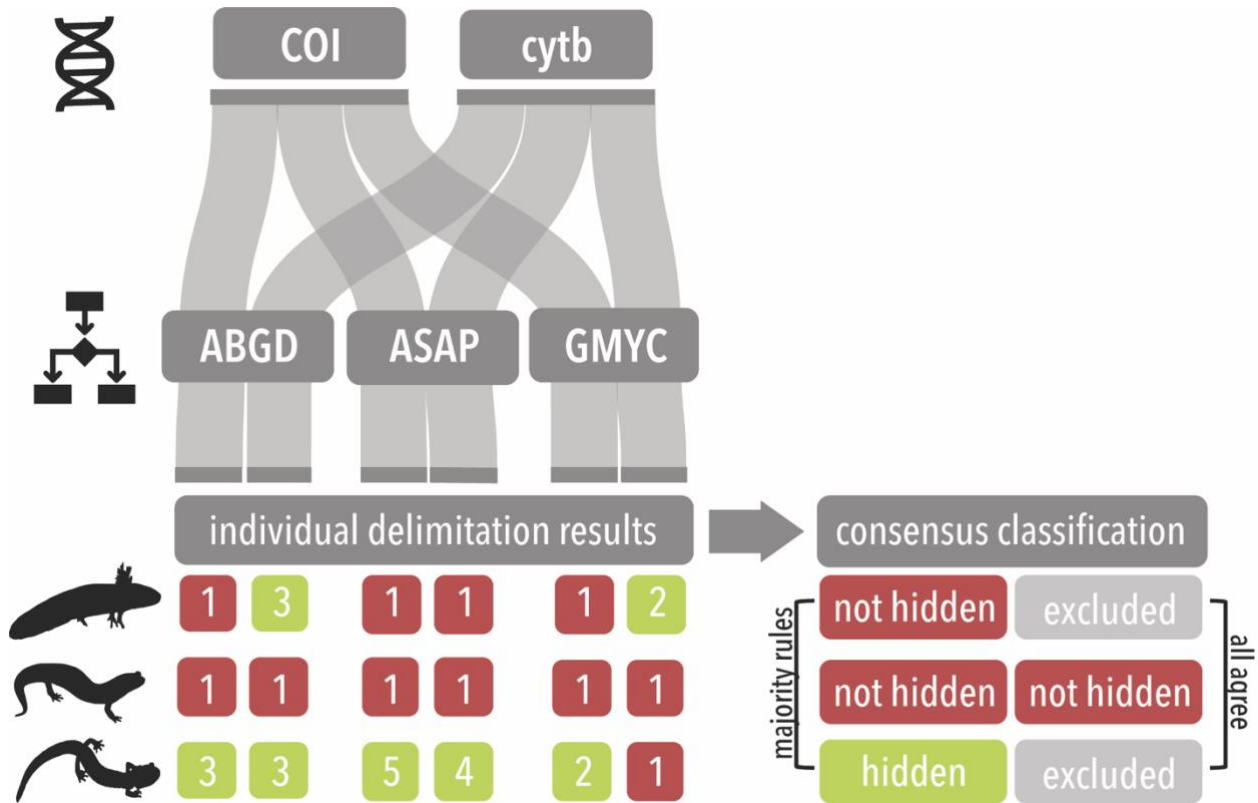 COI cytb
ABGD ASAP GMYC
individual delimitation results consensus classification
1 3 1 1 1 2 not hidden excluded
1 1 1 1 1 1 not hidden not hidden
3 3 5 4 2 1 hidden excluded
majority rules
all agree